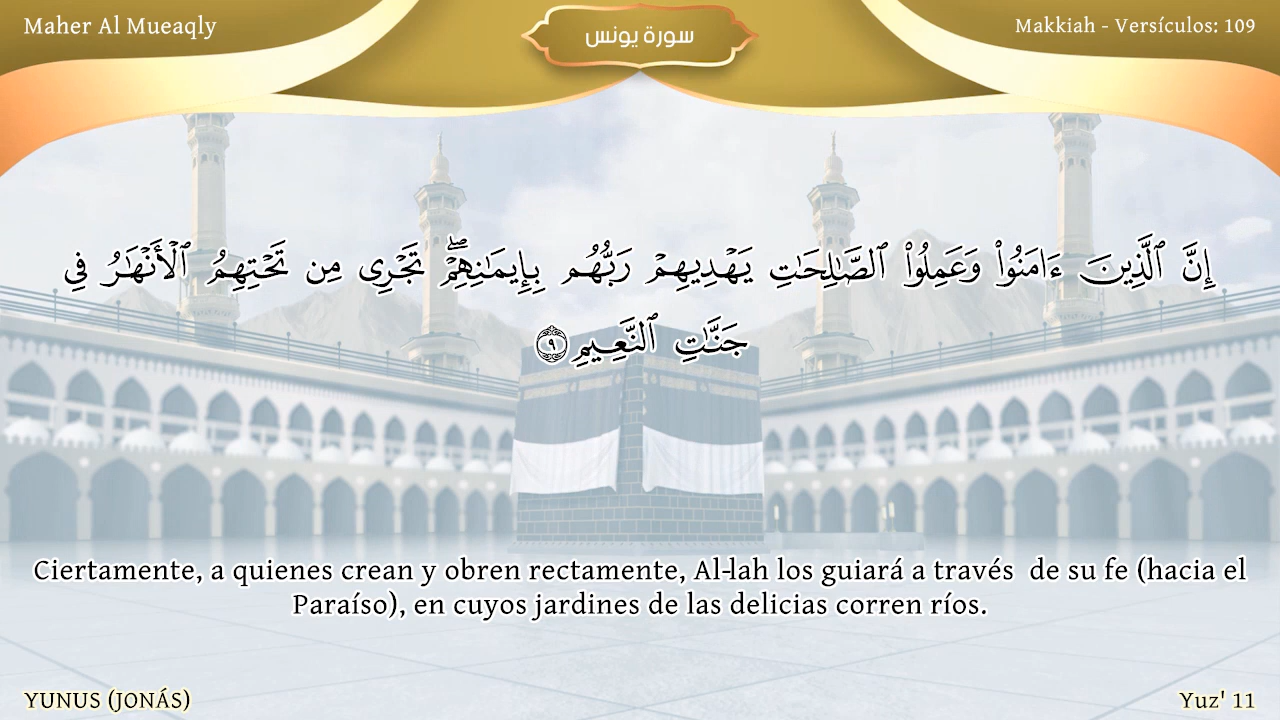 Maher Al Mueaqly
سورة يونس
Makkiah - Versículos: 109
إِنَّ ٱلَّذِينَ ءَامَنُوا۟ وَعَمِلُوا۟ ٱلصَّـٰلِحَـٰتِ يَهْدِيهِمْ رَبُّهُم بِإِيمَـٰنِهِمْ ۖ تَجْرِى مِن تَحْتِهِمُ ٱلْأَنْهَـٰرُ فِى
جَنَّـٰتِ ٱلنَّعِيمِ ٩
Ciertamente, a quienes crean y obren rectamente, Al-lah los guiará a través  de su fe (hacia el
Paraíso), en cuyos jardines de las delicias corren ríos.
YUNUS (JONÁS)
Yuz' 11